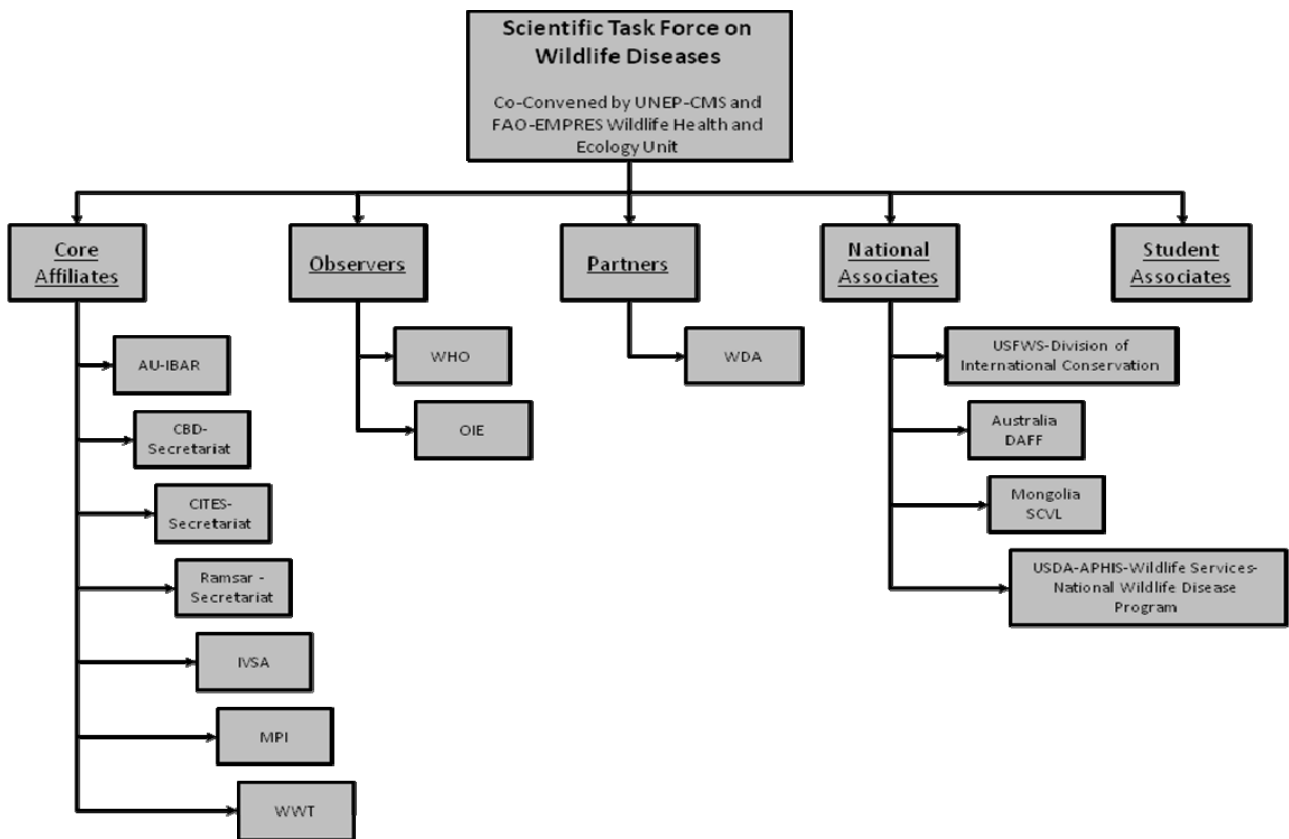 Scientific Task Force on
Wildlife Diseases
Co-Convened by UNEP-CMS and
FAO-EMPRES Wildlife Health and
Ecology Unit
Core
Affiliates
Observers
Partners
National
Associates
Student
Associates
AU-IBAR
CBD-
Secretariat
CITES-
Secretariat
Ramsar -
Secretariat
IVSA
MPI
WWT
WHO
OIE
WDA
USFWS-Division of
International Conservation
Australia
DAFF
Mongolia
SCVL
USDA-APHIS-Wildlife Services-
National Wildlife Disease
Program